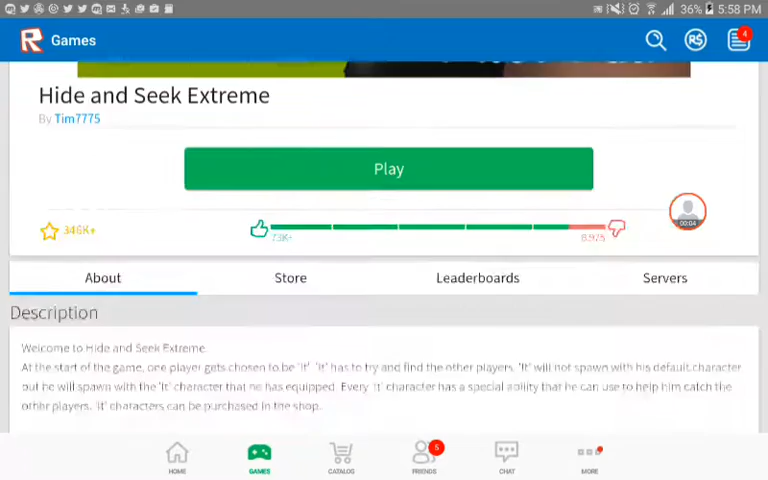 36% 5:58 PM
Games
4
Hide and Seek Extreme
By Tim7775
Play
346K+
73K+
6,975
00:04
About
Store
Leaderboards
Servers
Description
Welcome to Hide and Seek Extreme.
At the start of the game, one player gets chosen to be 'It'. 'It' has to try and find the other players. 'It' will not spawn with his default character
but he will spawn with the 'It' character that he has equipped. Every 'It' character has a special ability that he can use to help him catch the
other players. 'It' characters can be purchased in the shop.
5
HOME
GAMES
CATALOG
FRIENDS
CHAT
MORE